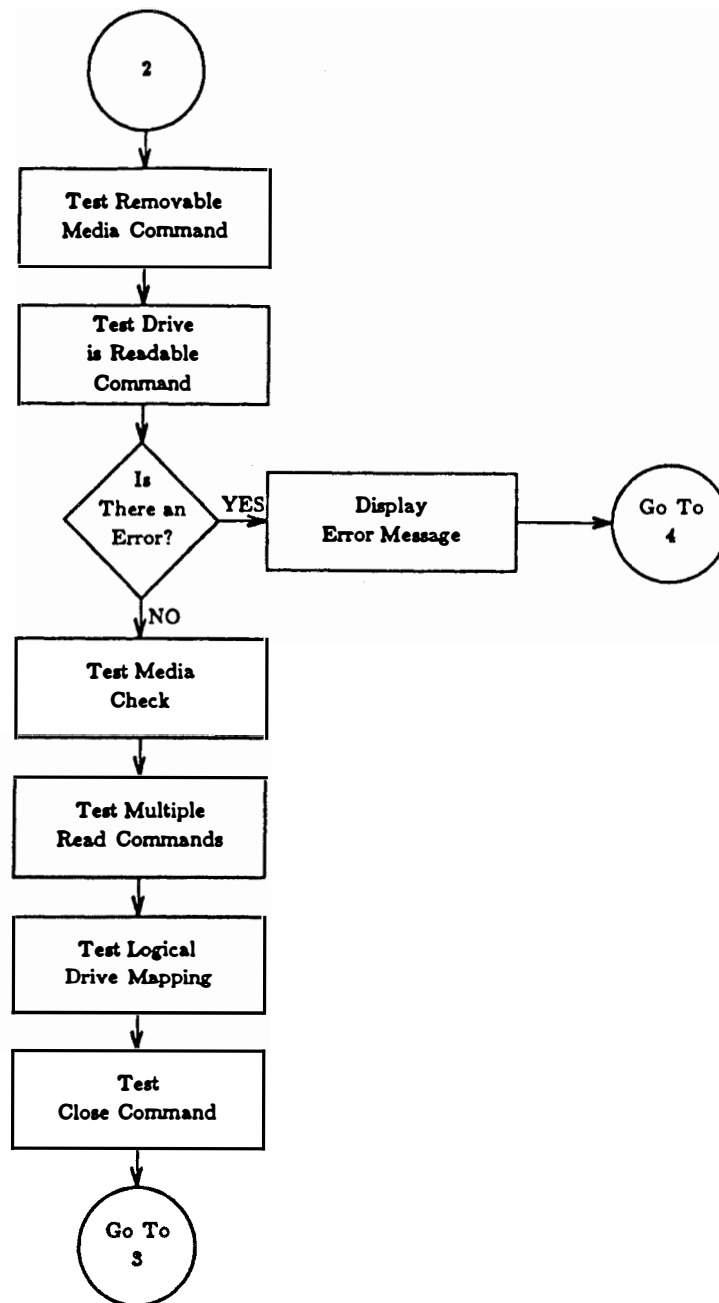 2
Test Removable
Media Command
Test Drive
is Readable
Command
Is
There an
Error?
YES
Display
Error Message
Go To
4
NO
Test Media
Check
Test Multiple
Read Commands
Test Logical
Drive Mapping
Test
Close Command
Go To
3